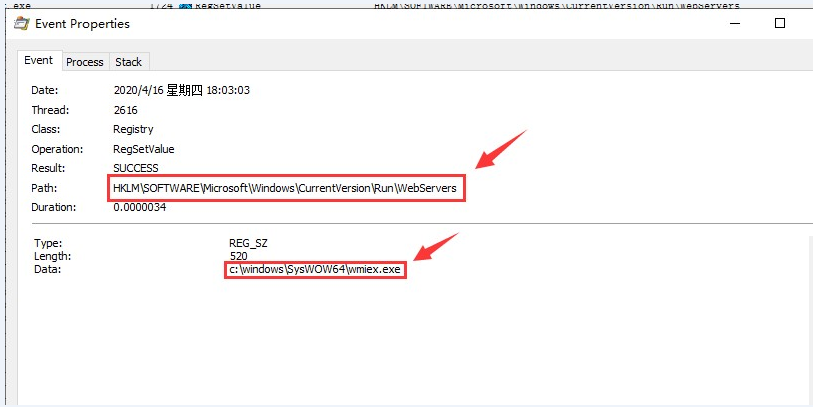 .exe 1724 RegSetValue HKLM\SOFTWARE\Microsoft\Windows\CurrentVersion\Run\WebServers
Event Properties
Event Process Stack
Date: 2020/4/16 星期四 18:03:03
Thread: 2616
Class: Registry
Operation: RegSetValue
Result: SUCCESS
Path: HKLM\SOFTWARE\Microsoft\Windows\CurrentVersion\Run\WebServers
Duration: 0.0000034
Type: REG_SZ
Length: 520
Data: c:\windows\SysWOW64\wmiex.exe